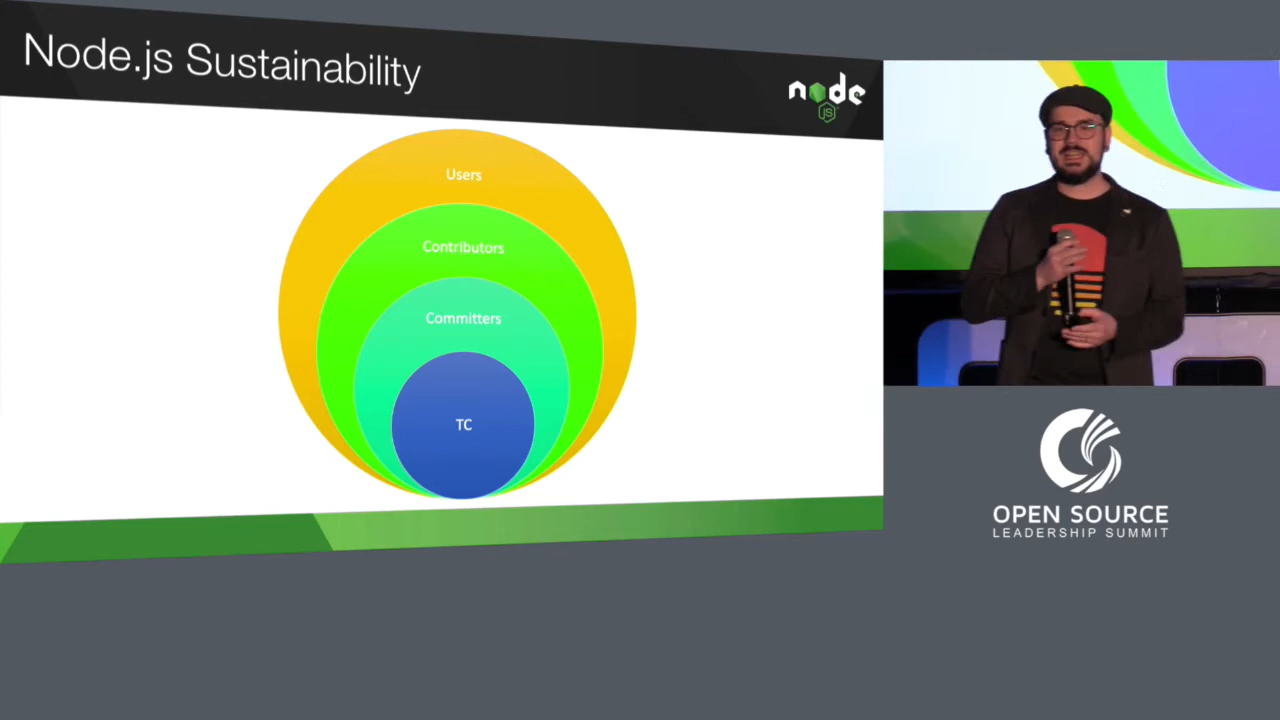 Node.js Sustainability
node
JS
Users
Contributors
Committers
TC
OPEN SOURCE
LEADERSHIP SUMMIT